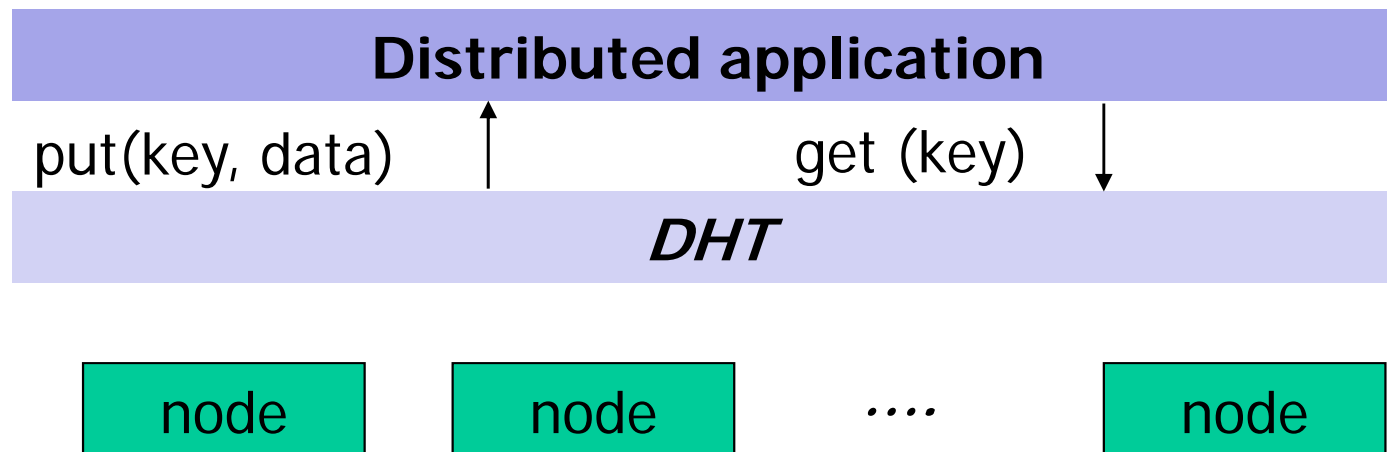 Distributed application
put(key, data) get (key)
DHT
node node .... node